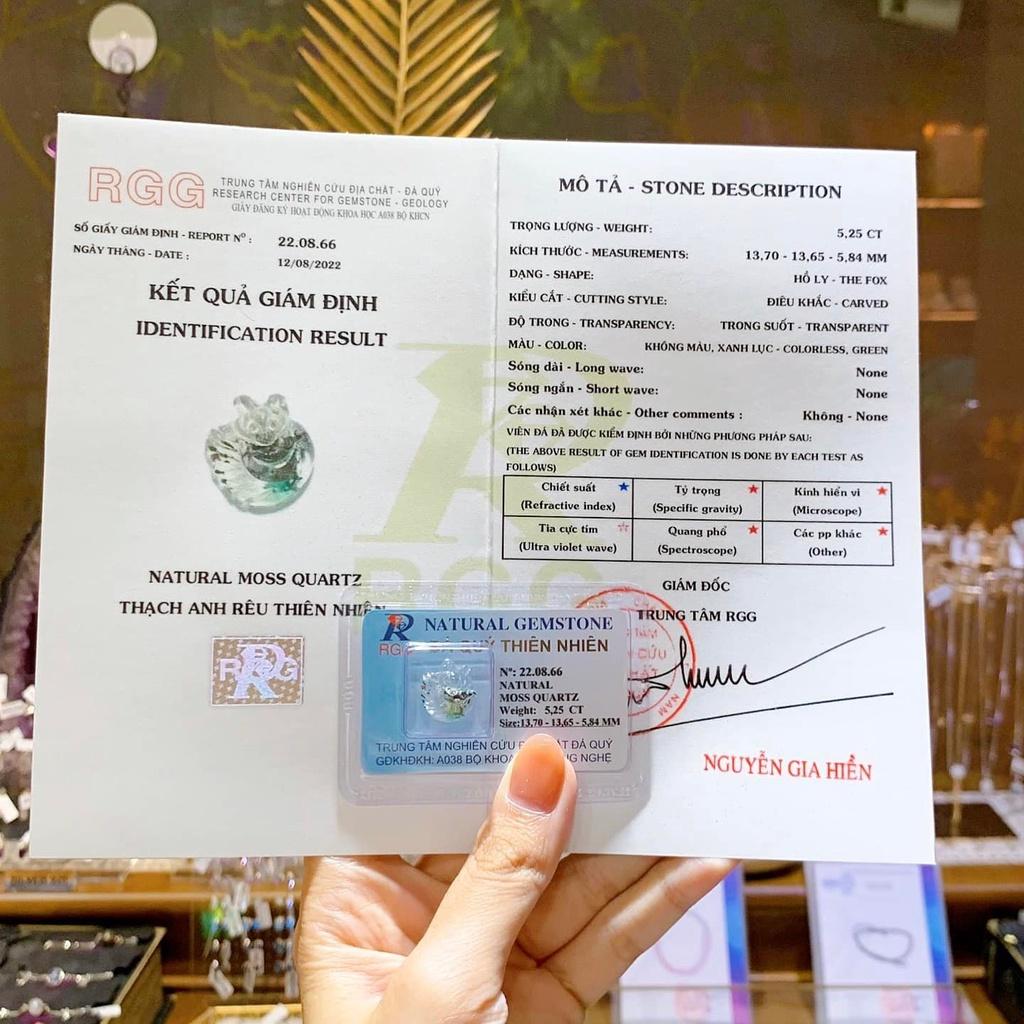 RGG
TRUNG TÂM NGHIÊN CỨU ĐỊA CHẤT - ĐÁ QUÝ
RESEARCH CENTER FOR GEMSTONE - GEOLOGY
GIẤY ĐĂNG KÝ HOẠT ĐỘNG KHOA HỌC A038 BỘ KHCN
SỐ GIẤY GIÁM ĐỊNH - REPORT Nº : 22.08.66
NGÀY THÁNG - DATE : 12/08/2022
KẾT QUẢ GIÁM ĐỊNH
IDENTIFICATION RESULT
NATURAL MOSS QUARTZ
THẠCH ANH RÊU THIÊN NHIÊN
RGG
MÔ TẢ - STONE DESCRIPTION
TRỌNG LƯỢNG - WEIGHT: 5,25 CT
KÍCH THƯỚC - MEASUREMENTS: 13,70 - 13,65 - 5,84 MM
DẠNG - SHAPE: HỒ LY - THE FOX
KIỂU CẮT - CUTTING STYLE: ĐIÊU KHẮC - CARVED
ĐỘ TRONG - TRANSPARENCY: TRONG SUỐT - TRANSPARENT
MÀU - COLOR: KHÔNG MÀU, XANH LỤC - COLORLESS, GREEN
Sóng dài - Long wave: None
Sóng ngắn - Short wave: None
Các nhận xét khác - Other comments : Không - None
VIÊN ĐÁ ĐÃ ĐƯỢC KIỂM ĐỊNH BỞI NHỮNG PHƯƠNG PHÁP SAU:
(THE ABOVE RESULT OF GEM IDENTIFICATION IS DONE BY EACH TEST AS
FOLLOWS)
Chiết suất
(Refractive index)
Tỷ trọng
(Specific gravity)
Kính hiển vi
(Microscope)
Tia cực tím
(Ultra violet wave)
Quang phổ
(Spectroscope)
Các pp khác
(Other)
GIÁM ĐỐC
TRUNG TÂM RGG
NGUYỄN GIA HIỀN
RGG
NATURAL GEMSTONE
RGG ĐÁ QUÝ THIÊN NHIÊN
Nº: 22.08.66
NATURAL
MOSS QUARTZ
Weight: 5,25 CT
Size:13,70 - 13,65 - 5,84 MM
TRUNG TÂM NGHIÊN CỨU ĐỊA CHẤT ĐÁ QUÝ
GĐKHĐKH: A038 BỘ KHOA NGHỆ